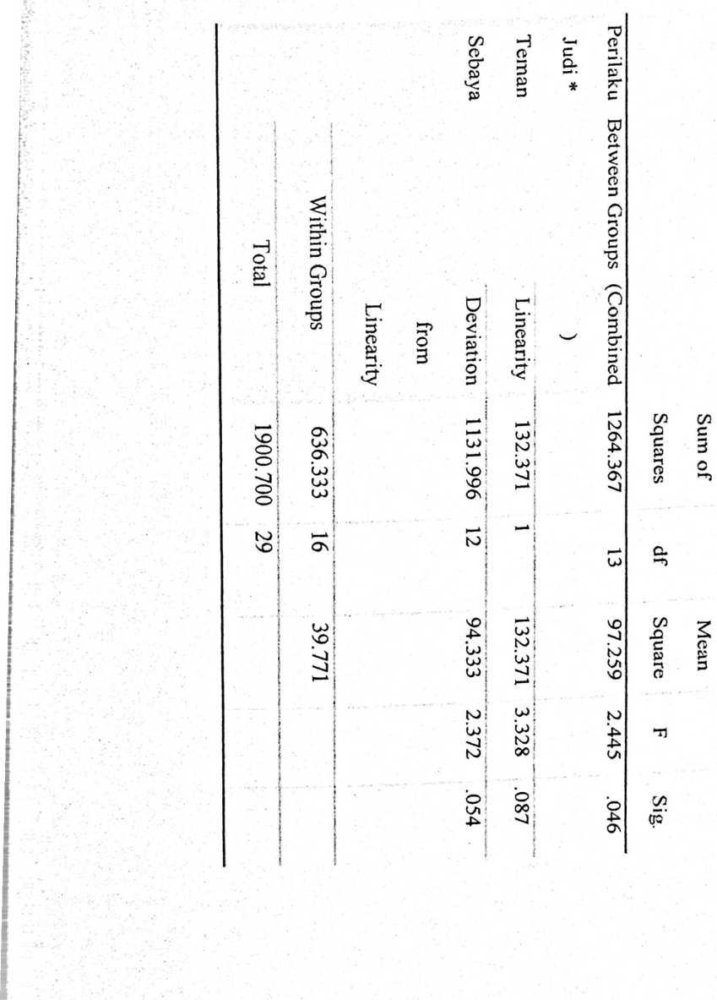 Sum of Mean
Squares df Square F Sig.
Perilaku Between Groups (Combined 1264.367 13 97.259 2.445 .046
Judi * )
Teman Linearity 132.371 1 132.371 3.328 .087
Sebaya Deviation 1131.996 12 94.333 2.372 .054
from
Linearity
Within Groups 636.333 16 39.771
Total 1900.700 29